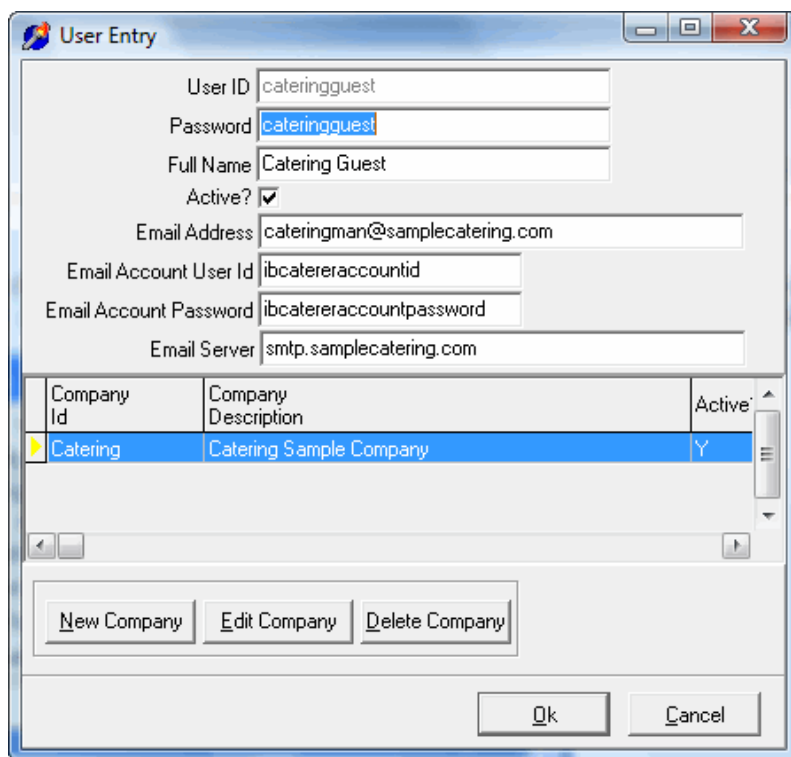 User Entry
User ID cateringguest
Password cateringguest
Full Name Catering Guest
Active?
Email Address cateringman@samplecatering.com
Email Account User Id ibcatereraccountid
Email Account Password ibcatereraccountpassword
Email Server smtp.samplecatering.com
Company Id Company Description Active?
Catering Catering Sample Company Y
New Company Edit Company Delete Company
Ok Cancel